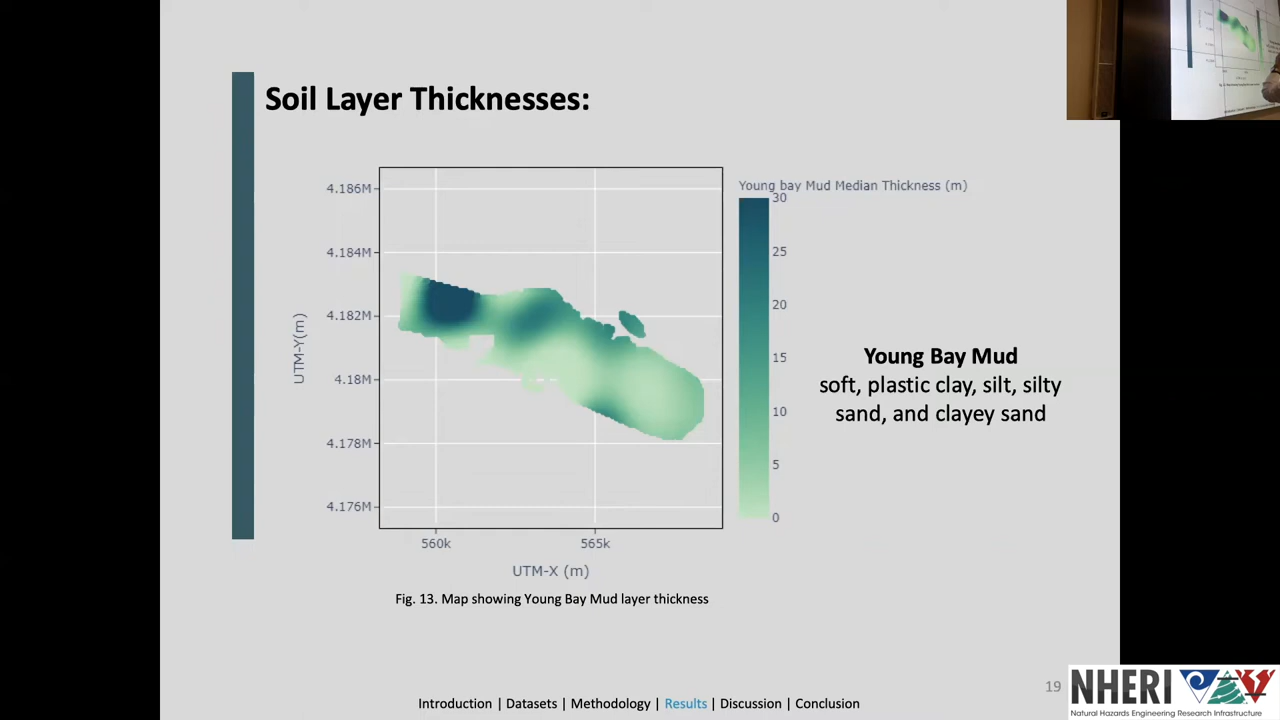 Soil Layer Thicknesses:
4.186M
4.184M
4.182M
4.18M
4.178M
4.176M
UTM-Y(m)
560k
565k
UTM-X (m)
Young bay Mud Median Thickness (m)
30
25
20
15
10
5
0
Young Bay Mud
soft, plastic clay, silt, silty
sand, and clayey sand
Fig. 13. Map showing Young Bay Mud layer thickness
Introduction | Datasets | Methodology | Results | Discussion | Conclusion
19
NHERI
Natural Hazards Engineering Research Infrastructure